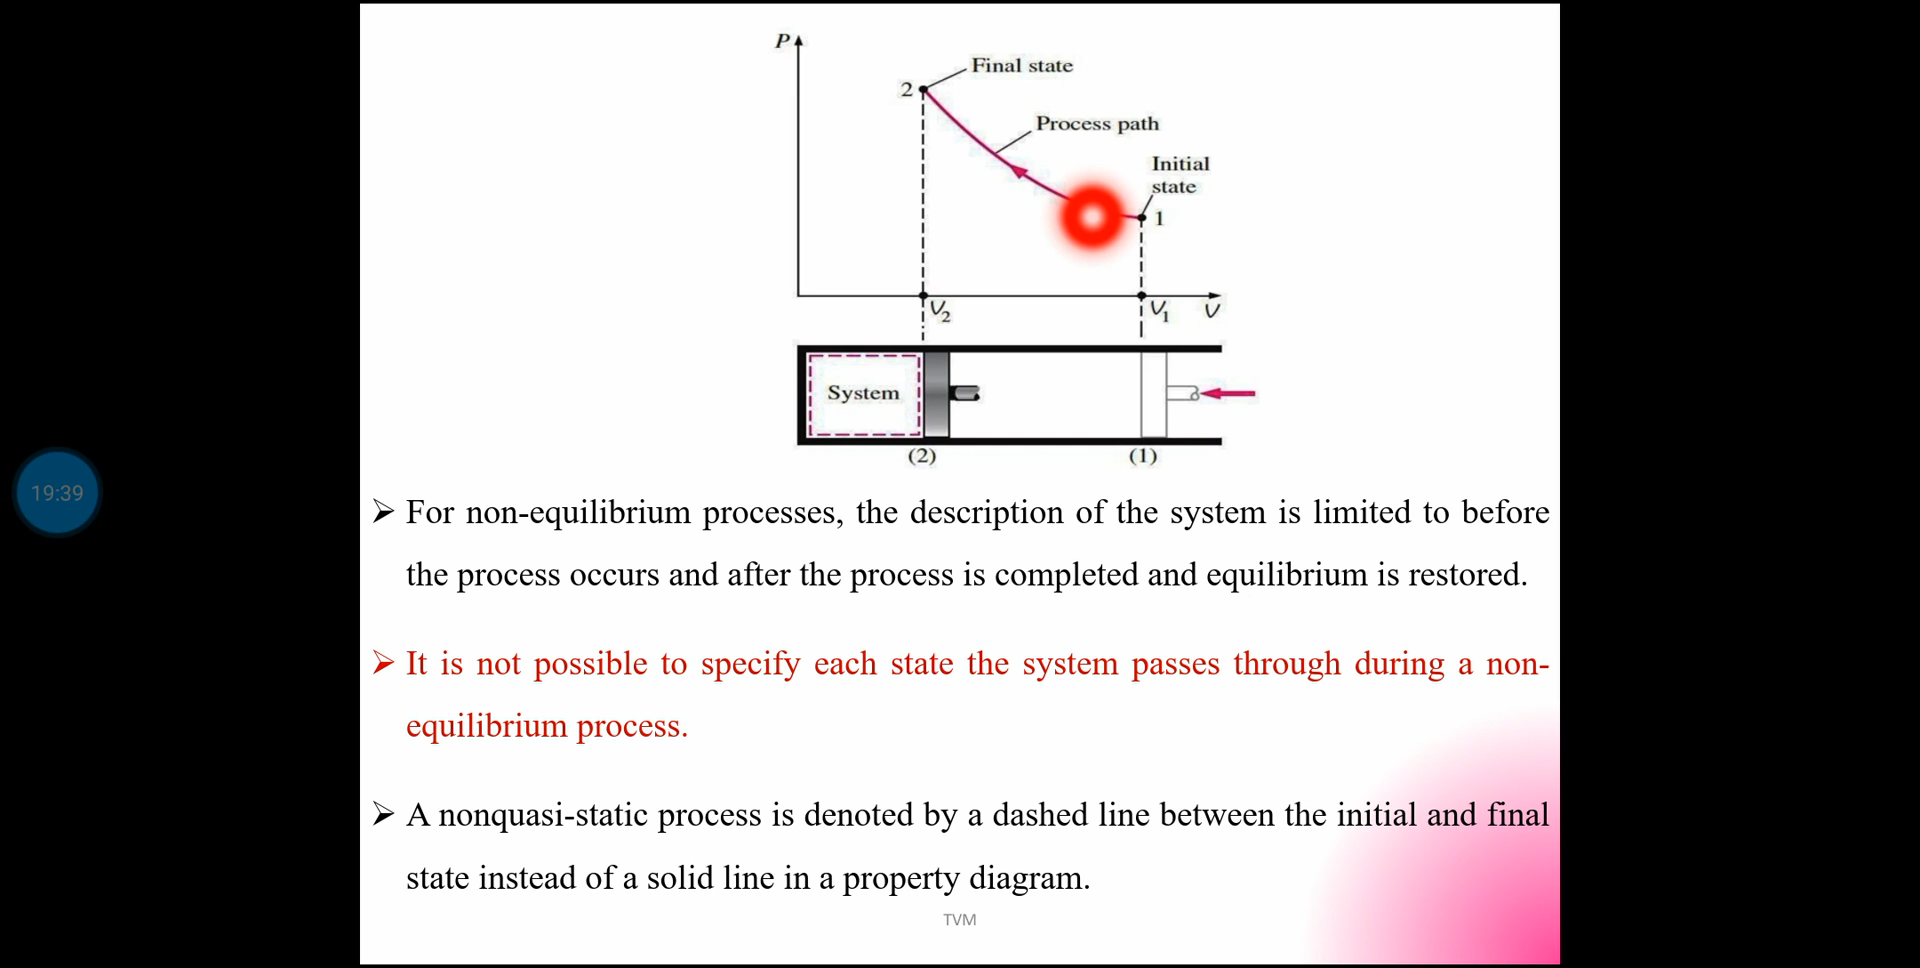 P
Final state
2
Process path
Initial
state
1
V2
V1
V
System
(2)
(1)
19:39
➢ For non-equilibrium processes, the description of the system is limited to before
the process occurs and after the process is completed and equilibrium is restored.
➢ It is not possible to specify each state the system passes through during a non-
equilibrium process.
➢ A nonquasi-static process is denoted by a dashed line between the initial and final
state instead of a solid line in a property diagram.
TVM